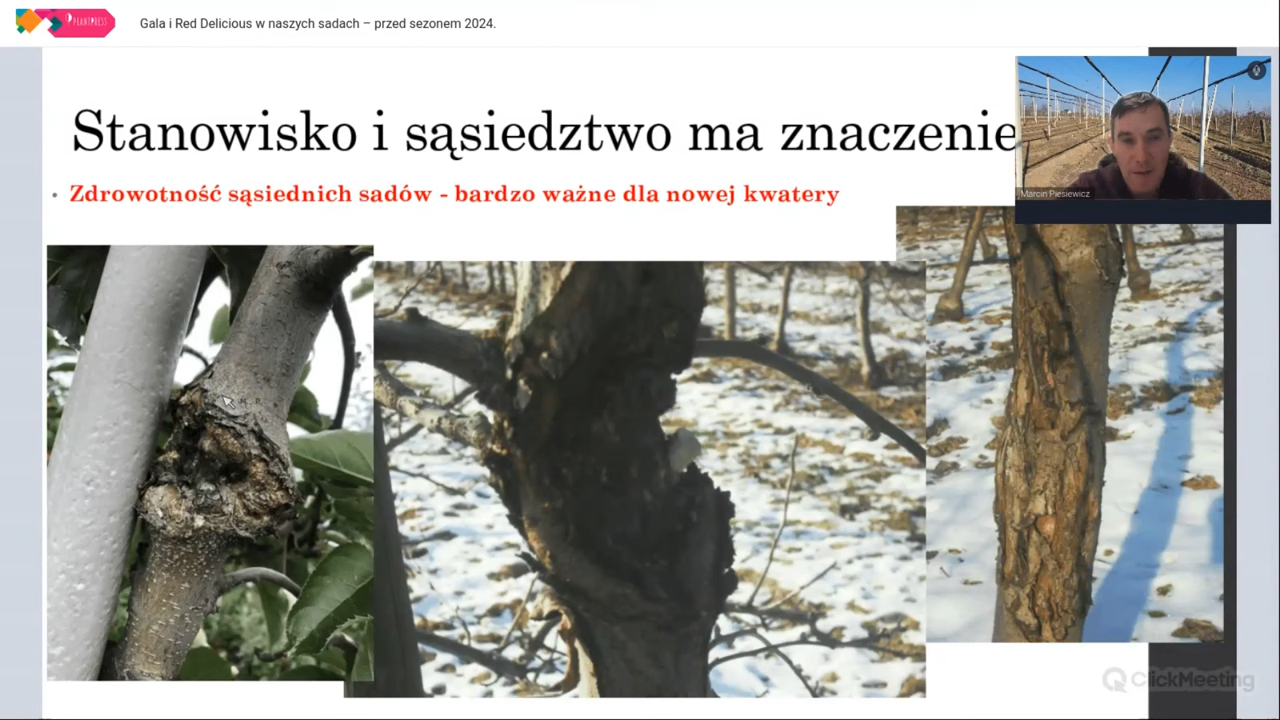 PLANTPRESS
Gala i Red Delicious w naszych sadach – przed sezonem 2024.
Stanowisko i sąsiedztwo ma znaczenie
• Zdrowotność sąsiednich sadów - bardzo ważne dla nowej kwatery
Marcin Piesiewicz
M. P.
ClickMeeting